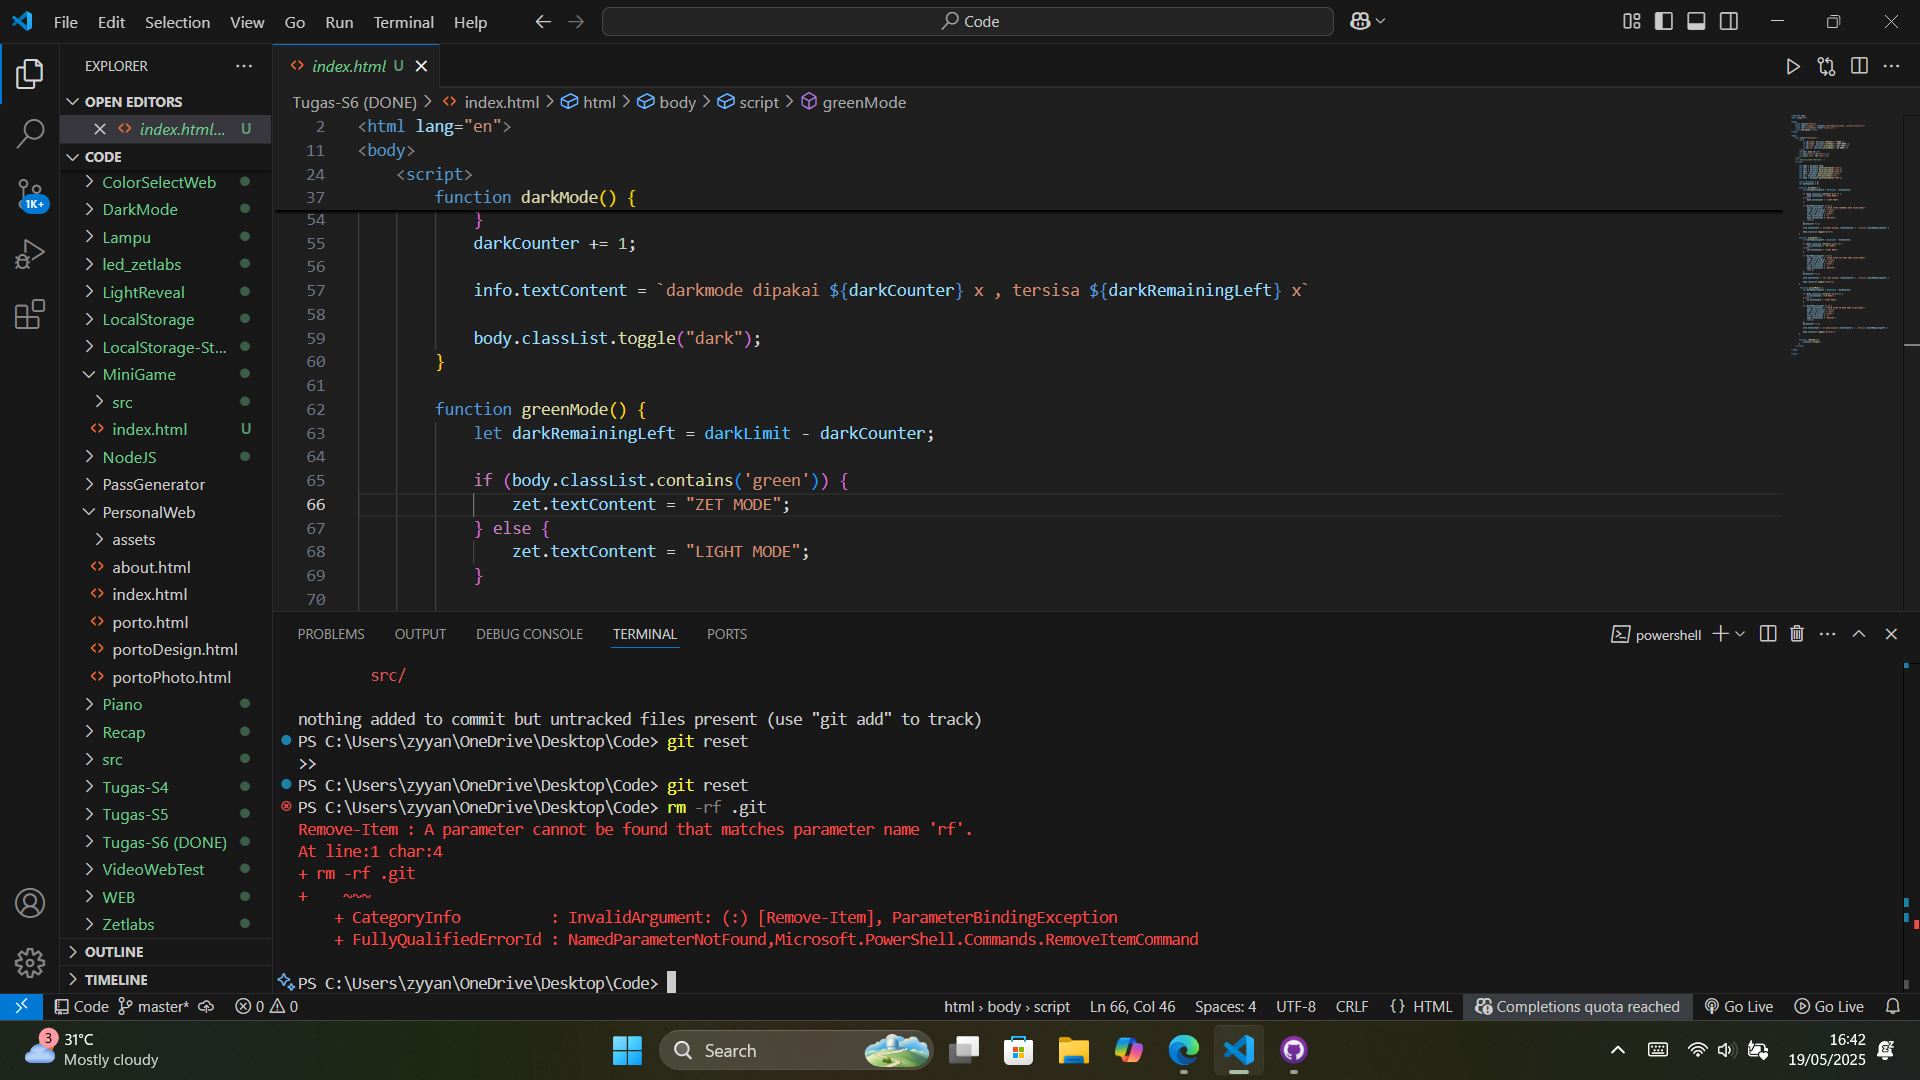 File Edit Selection View Go Run Terminal Help
Code
EXPLORER
OPEN EDITORS
index.html... U
CODE
ColorSelectWeb
DarkMode
Lampu
led_zetlabs
LightReveal
LocalStorage
LocalStorage-St...
MiniGame
src
index.html U
NodeJS
PassGenerator
PersonalWeb
assets
about.html
index.html
porto.html
portoDesign.html
portoPhoto.html
Piano
Recap
src
Tugas-S4
Tugas-S5
Tugas-S6 (DONE)
VideoWebTest
WEB
Zetlabs
OUTLINE
TIMELINE
1K+
index.html U
Tugas-S6 (DONE) > index.html > html > body > script > greenMode
2 <html lang="en">
11 <body>
24 <script>
37 function darkMode() {
54 }
55 darkCounter += 1;
56
57 info.textContent = `darkmode dipakai ${darkCounter} x , tersisa ${darkRemainingLeft} x`
58
59 body.classList.toggle("dark");
60 }
61
62 function greenMode() {
63 let darkRemainingLeft = darkLimit - darkCounter;
64
65 if (body.classList.contains('green')) {
66 zet.textContent = "ZET MODE";
67 } else {
68 zet.textContent = "LIGHT MODE";
69 }
70
PROBLEMS OUTPUT DEBUG CONSOLE TERMINAL PORTS
powershell
src/
nothing added to commit but untracked files present (use "git add" to track)
PS C:\Users\zyyan\OneDrive\Desktop\Code> git reset
>>
PS C:\Users\zyyan\OneDrive\Desktop\Code> git reset
PS C:\Users\zyyan\OneDrive\Desktop\Code> rm -rf .git
Remove-Item : A parameter cannot be found that matches parameter name 'rf'.
At line:1 char:4
+ rm -rf .git
+ ~~~
+ CategoryInfo : InvalidArgument: (:) [Remove-Item], ParameterBindingException
+ FullyQualifiedErrorId : NamedParameterNotFound,Microsoft.PowerShell.Commands.RemoveItemCommand
PS C:\Users\zyyan\OneDrive\Desktop\Code>
Code master* 0 0 html > body > script Ln 66, Col 46 Spaces: 4 UTF-8 CRLF {} HTML Completions quota reached Go Live Go Live
3
31°C
Mostly cloudy
Search
16:42
19/05/2025